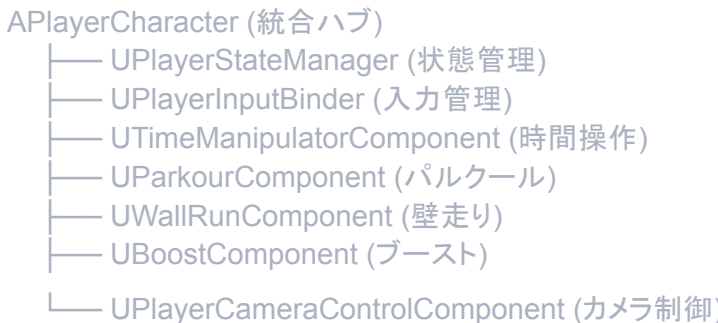 APlayerCharacter (統合ハブ)
├── UPlayerStateManager (状態管理)
├── UPlayerInputBinder (入力管理)
├── UTimeManipulatorComponent (時間操作)
├── UParkourComponent (パルクール)
├── UWallRunComponent (壁走り)
├── UBoostComponent (ブースト)
└── UPlayerCameraControlComponent (カメラ制御)